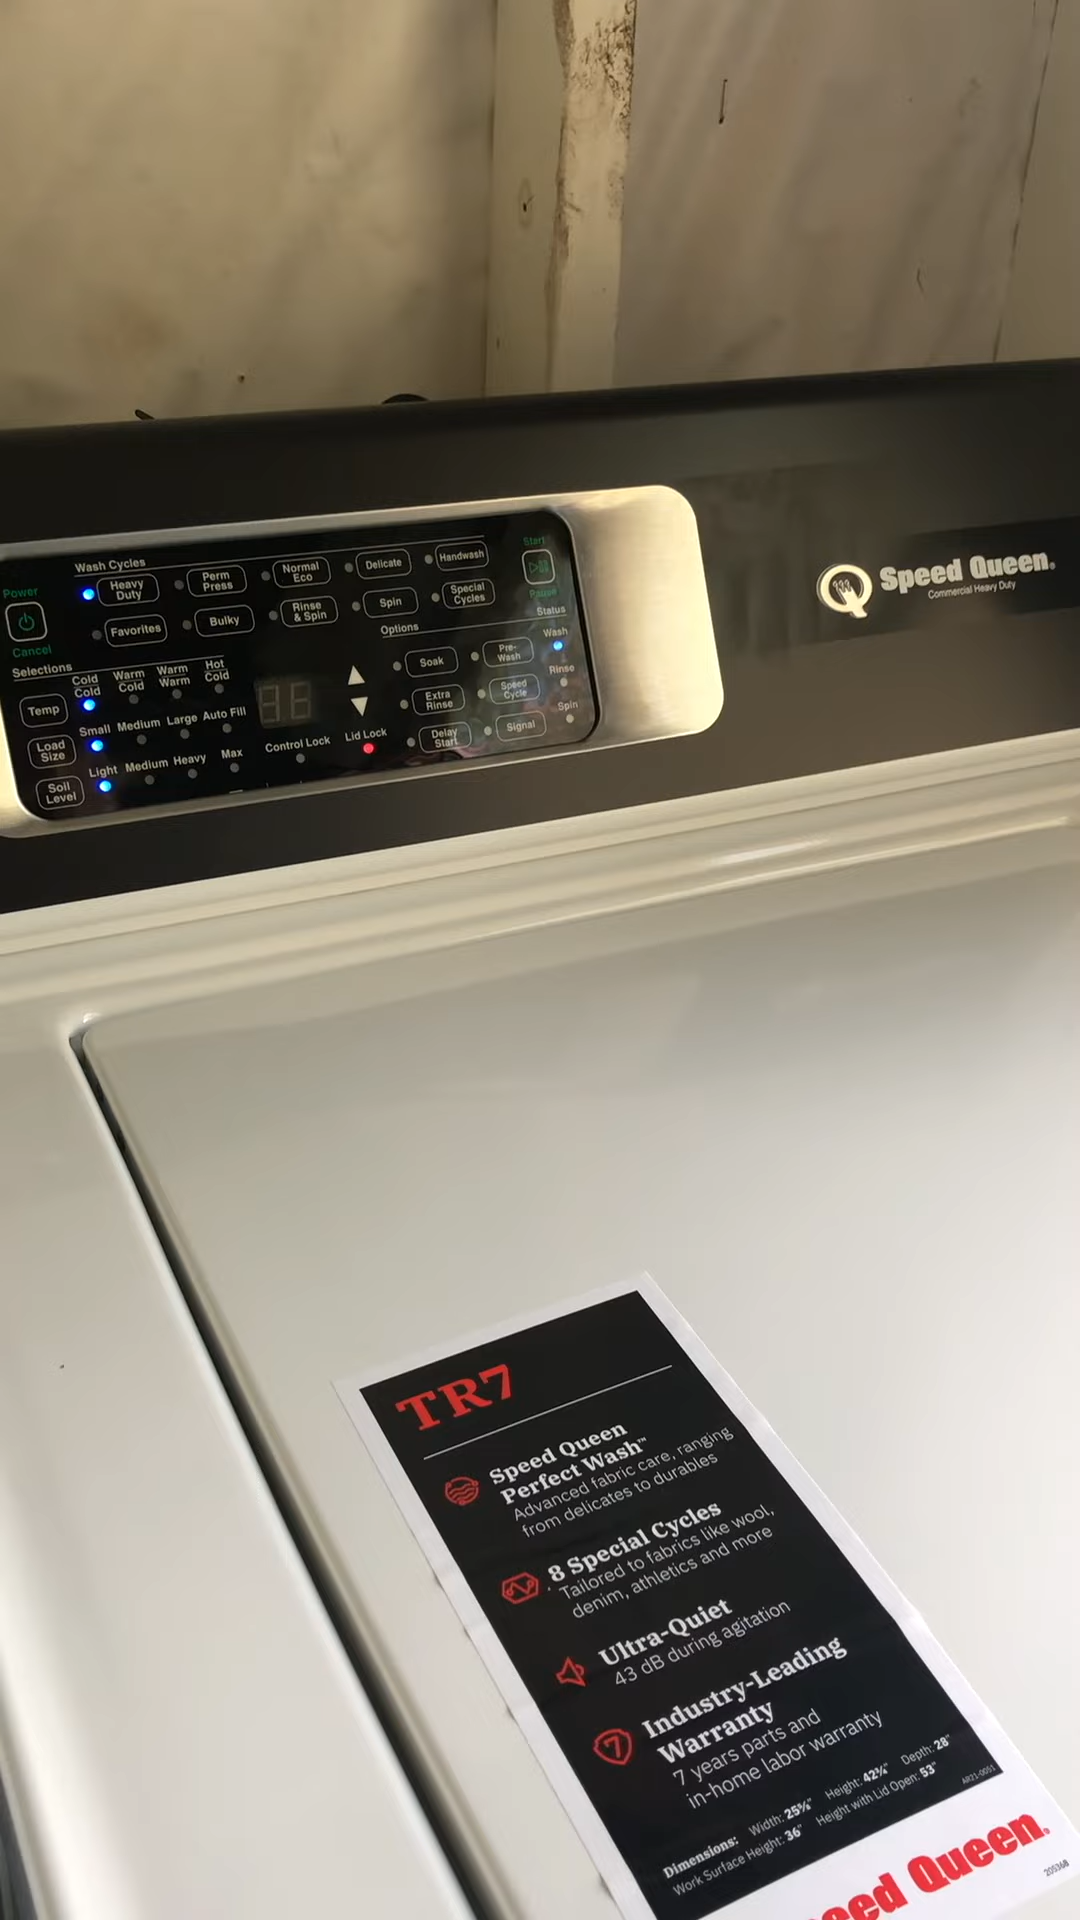 Power
Cancel
Wash Cycles
Heavy
Duty
Perm
Press
Normal
Eco
Delicate
Handwash
Favorites
Bulky
Rinse
& Spin
Spin
Special
Cycles
Start
Pause
Status
Wash
Rinse
Spin
Selections
Temp
Cold
Cold
Warm
Cold
Warm
Warm
Hot
Cold
Load
Size
Small
Medium
Large
Auto Fill
Soil
Level
Light
Medium
Heavy
Max
Control Lock
Lid Lock
Options
Soak
Pre-
Wash
Extra
Rinse
Speed
Cycle
Delay
Start
Signal
Speed Queen®
Commercial Heavy Duty
TR7
Speed Queen
Perfect Wash™
Advanced fabric care, ranging
from delicates to durables
8 Special Cycles
Tailored to fabrics like wool,
denim, athletics and more
Ultra-Quiet
43 dB during agitation
7
Industry-Leading
Warranty
7 years parts and
in-home labor warranty
Dimensions: Width: 25⅝" Height: 42¾" Depth: 28"
Work Surface Height: 36" Height with Lid Open: 53"
AR21-0051
eed Queen®
205368